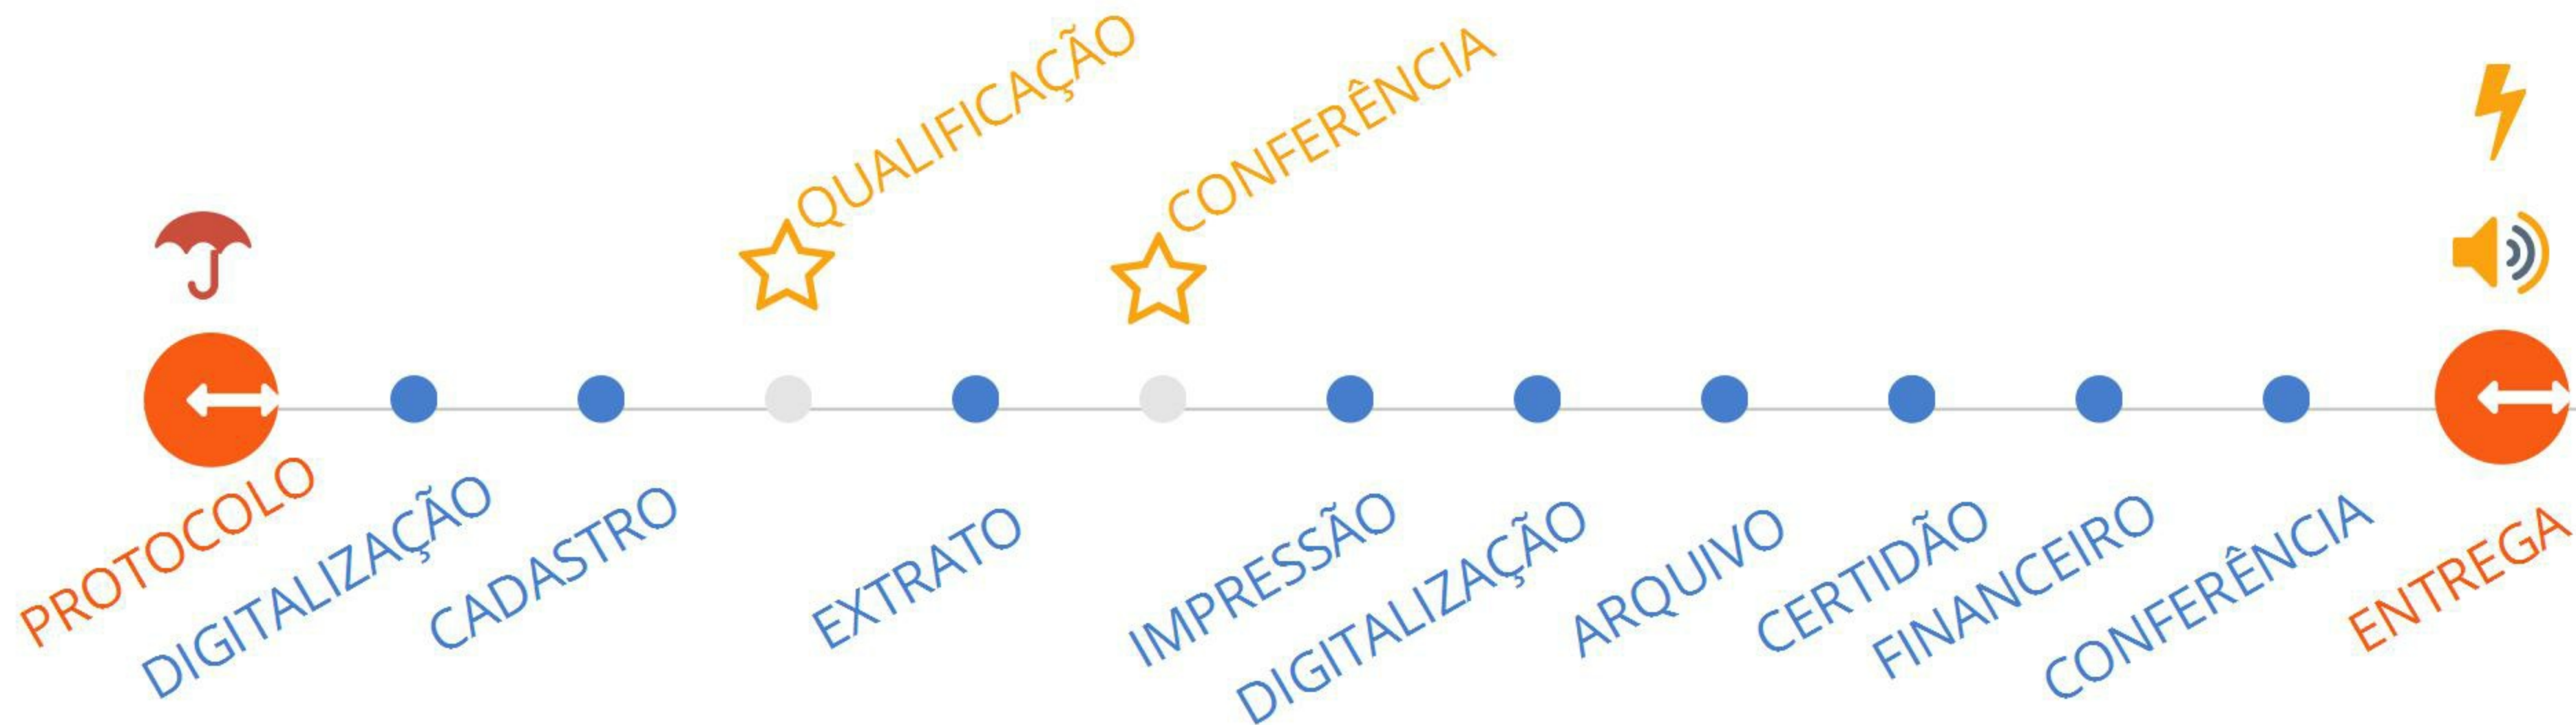 PROTOCOLO
DIGITALIZAÇÃO
CADASTRO
QUALIFICAÇÃO
EXTRATO
CONFERÊNCIA
IMPRESSÃO
DIGITALIZAÇÃO
ARQUIVO
CERTIDÃO
FINANCEIRO
CONFERÊNCIA
ENTREGA